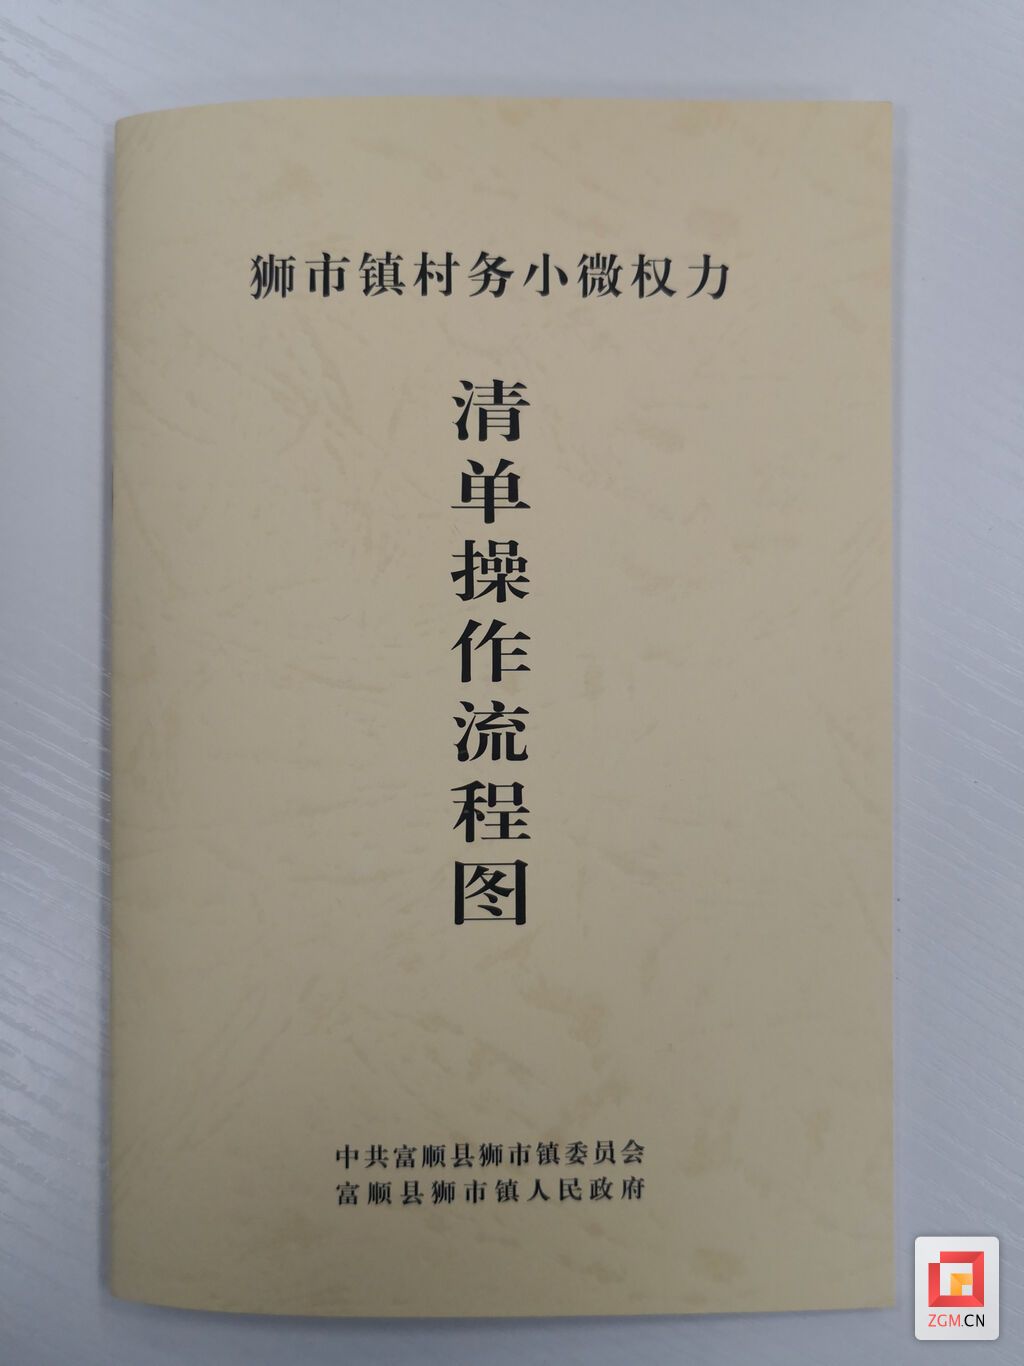 狮市镇村务小微权力
清单操作流程图
中共富顺县狮市镇委员会
富顺县狮市镇人民政府
ZGM.CN